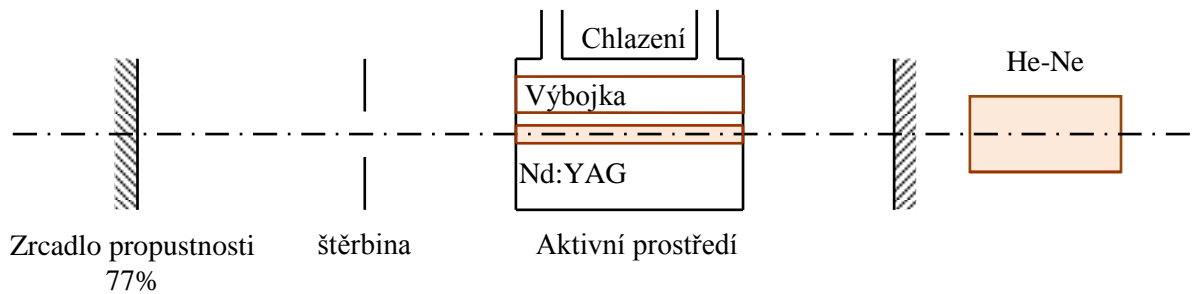 Chlazení
He-Ne
Výbojka
Nd:YAG
Zrcadlo propustnosti
77%
štěrbina
Aktivní prostředí